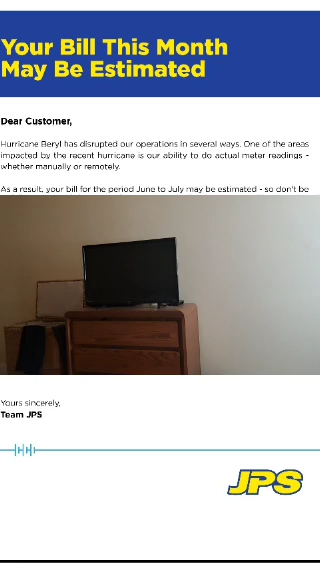 Your Bill This Month
May Be Estimated
Dear Customer,
Hurricane Beryl has disrupted our operations in several ways. One of the areas
impacted by the recent hurricane is our ability to do actual meter readings -
whether manually or remotely.
As a result, your bill for the period June to July may be estimated - so don't be
Yours sincerely,
Team JPS
JPS